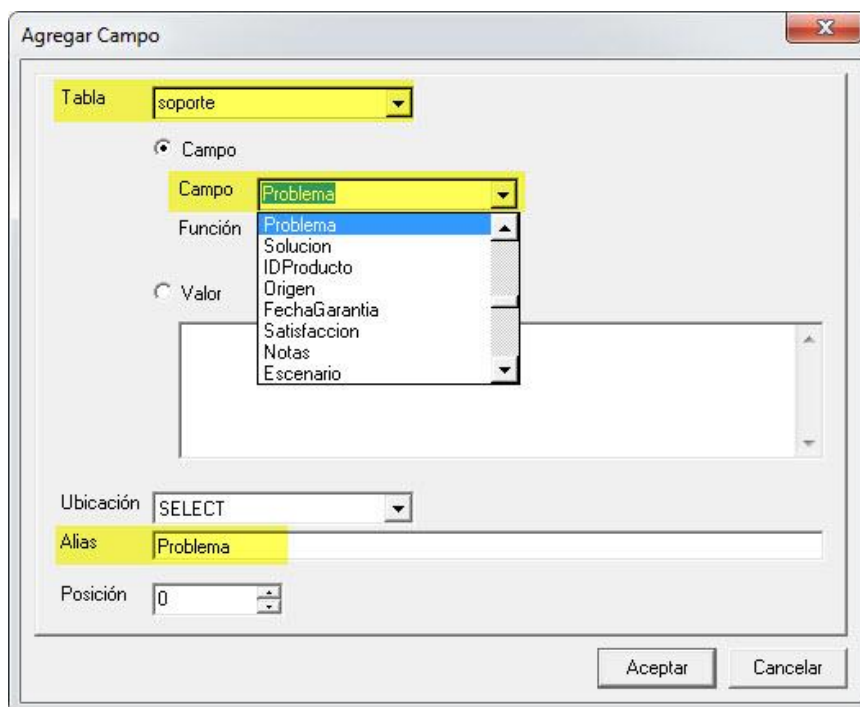 Agregar Campo
Tabla soporte
Campo
Campo Problema
Función Problema
Solucion
IDProducto
Valor Origen
FechaGarantia
Satisfaccion
Notas
Escenario
Ubicación SELECT
Alias Problema
Posición 0
Aceptar Cancelar